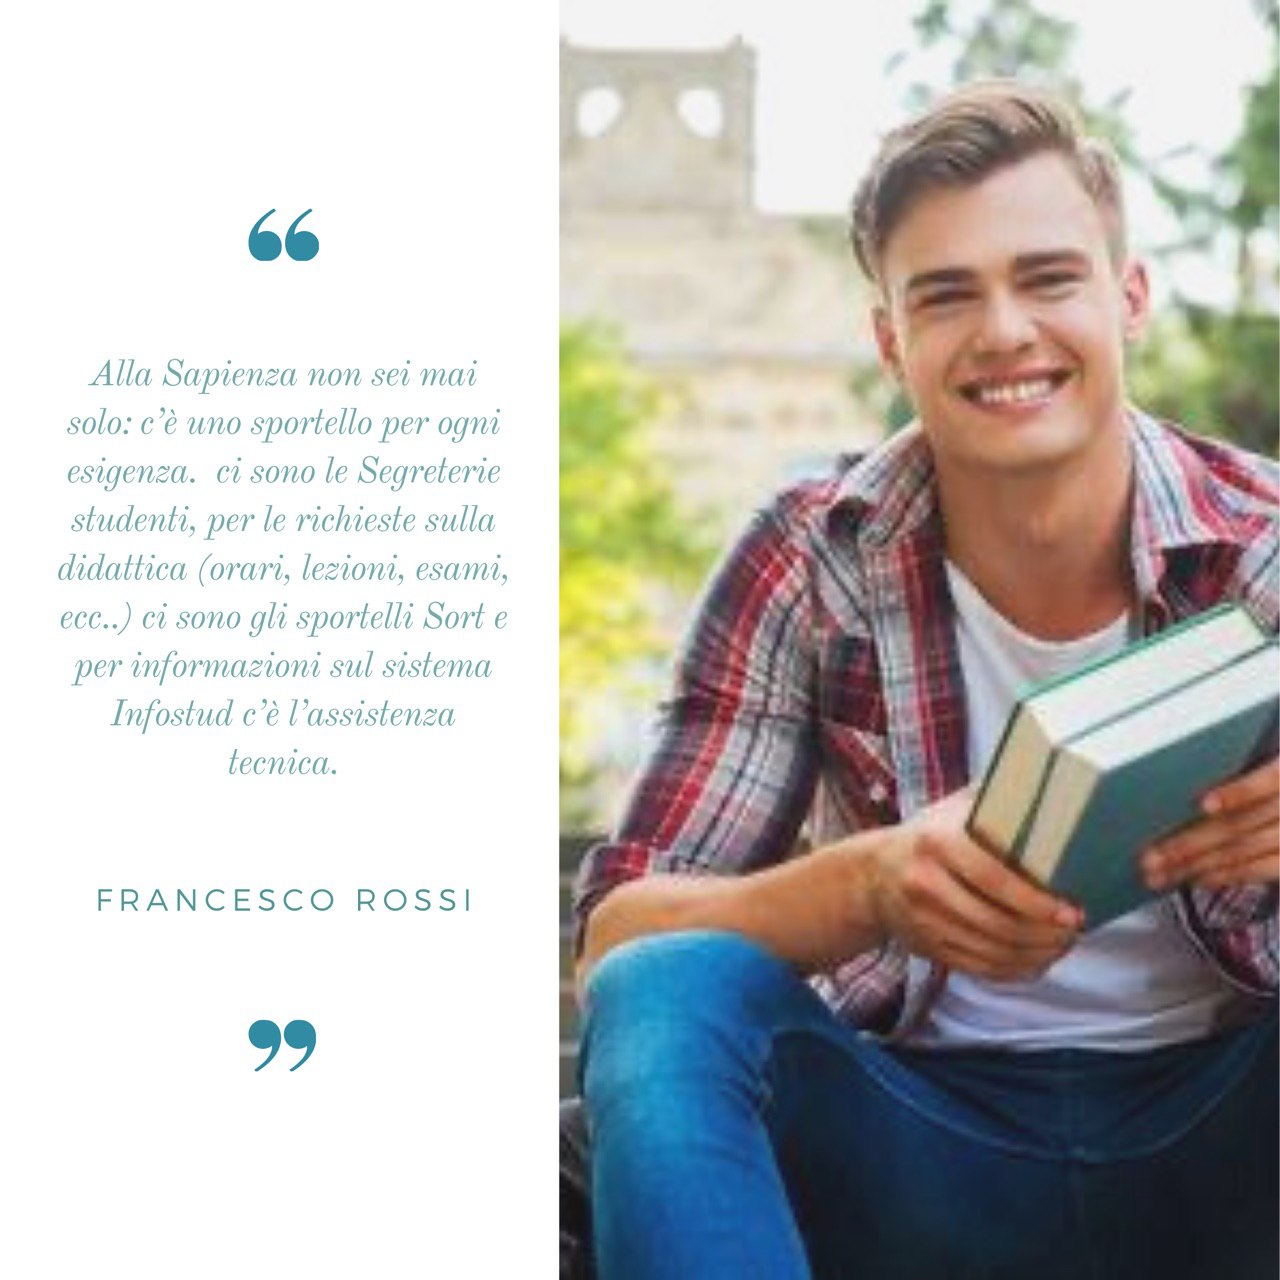 “
Alla Sapienza non sei mai
solo: c’è uno sportello per ogni
esigenza.  ci sono le Segreterie
studenti, per le richieste sulla
didattica (orari, lezioni, esami,
ecc..) ci sono gli sportelli Sort e
per informazioni sul sistema
Infostud c’è l’assistenza
tecnica.
FRANCESCO ROSSI
”